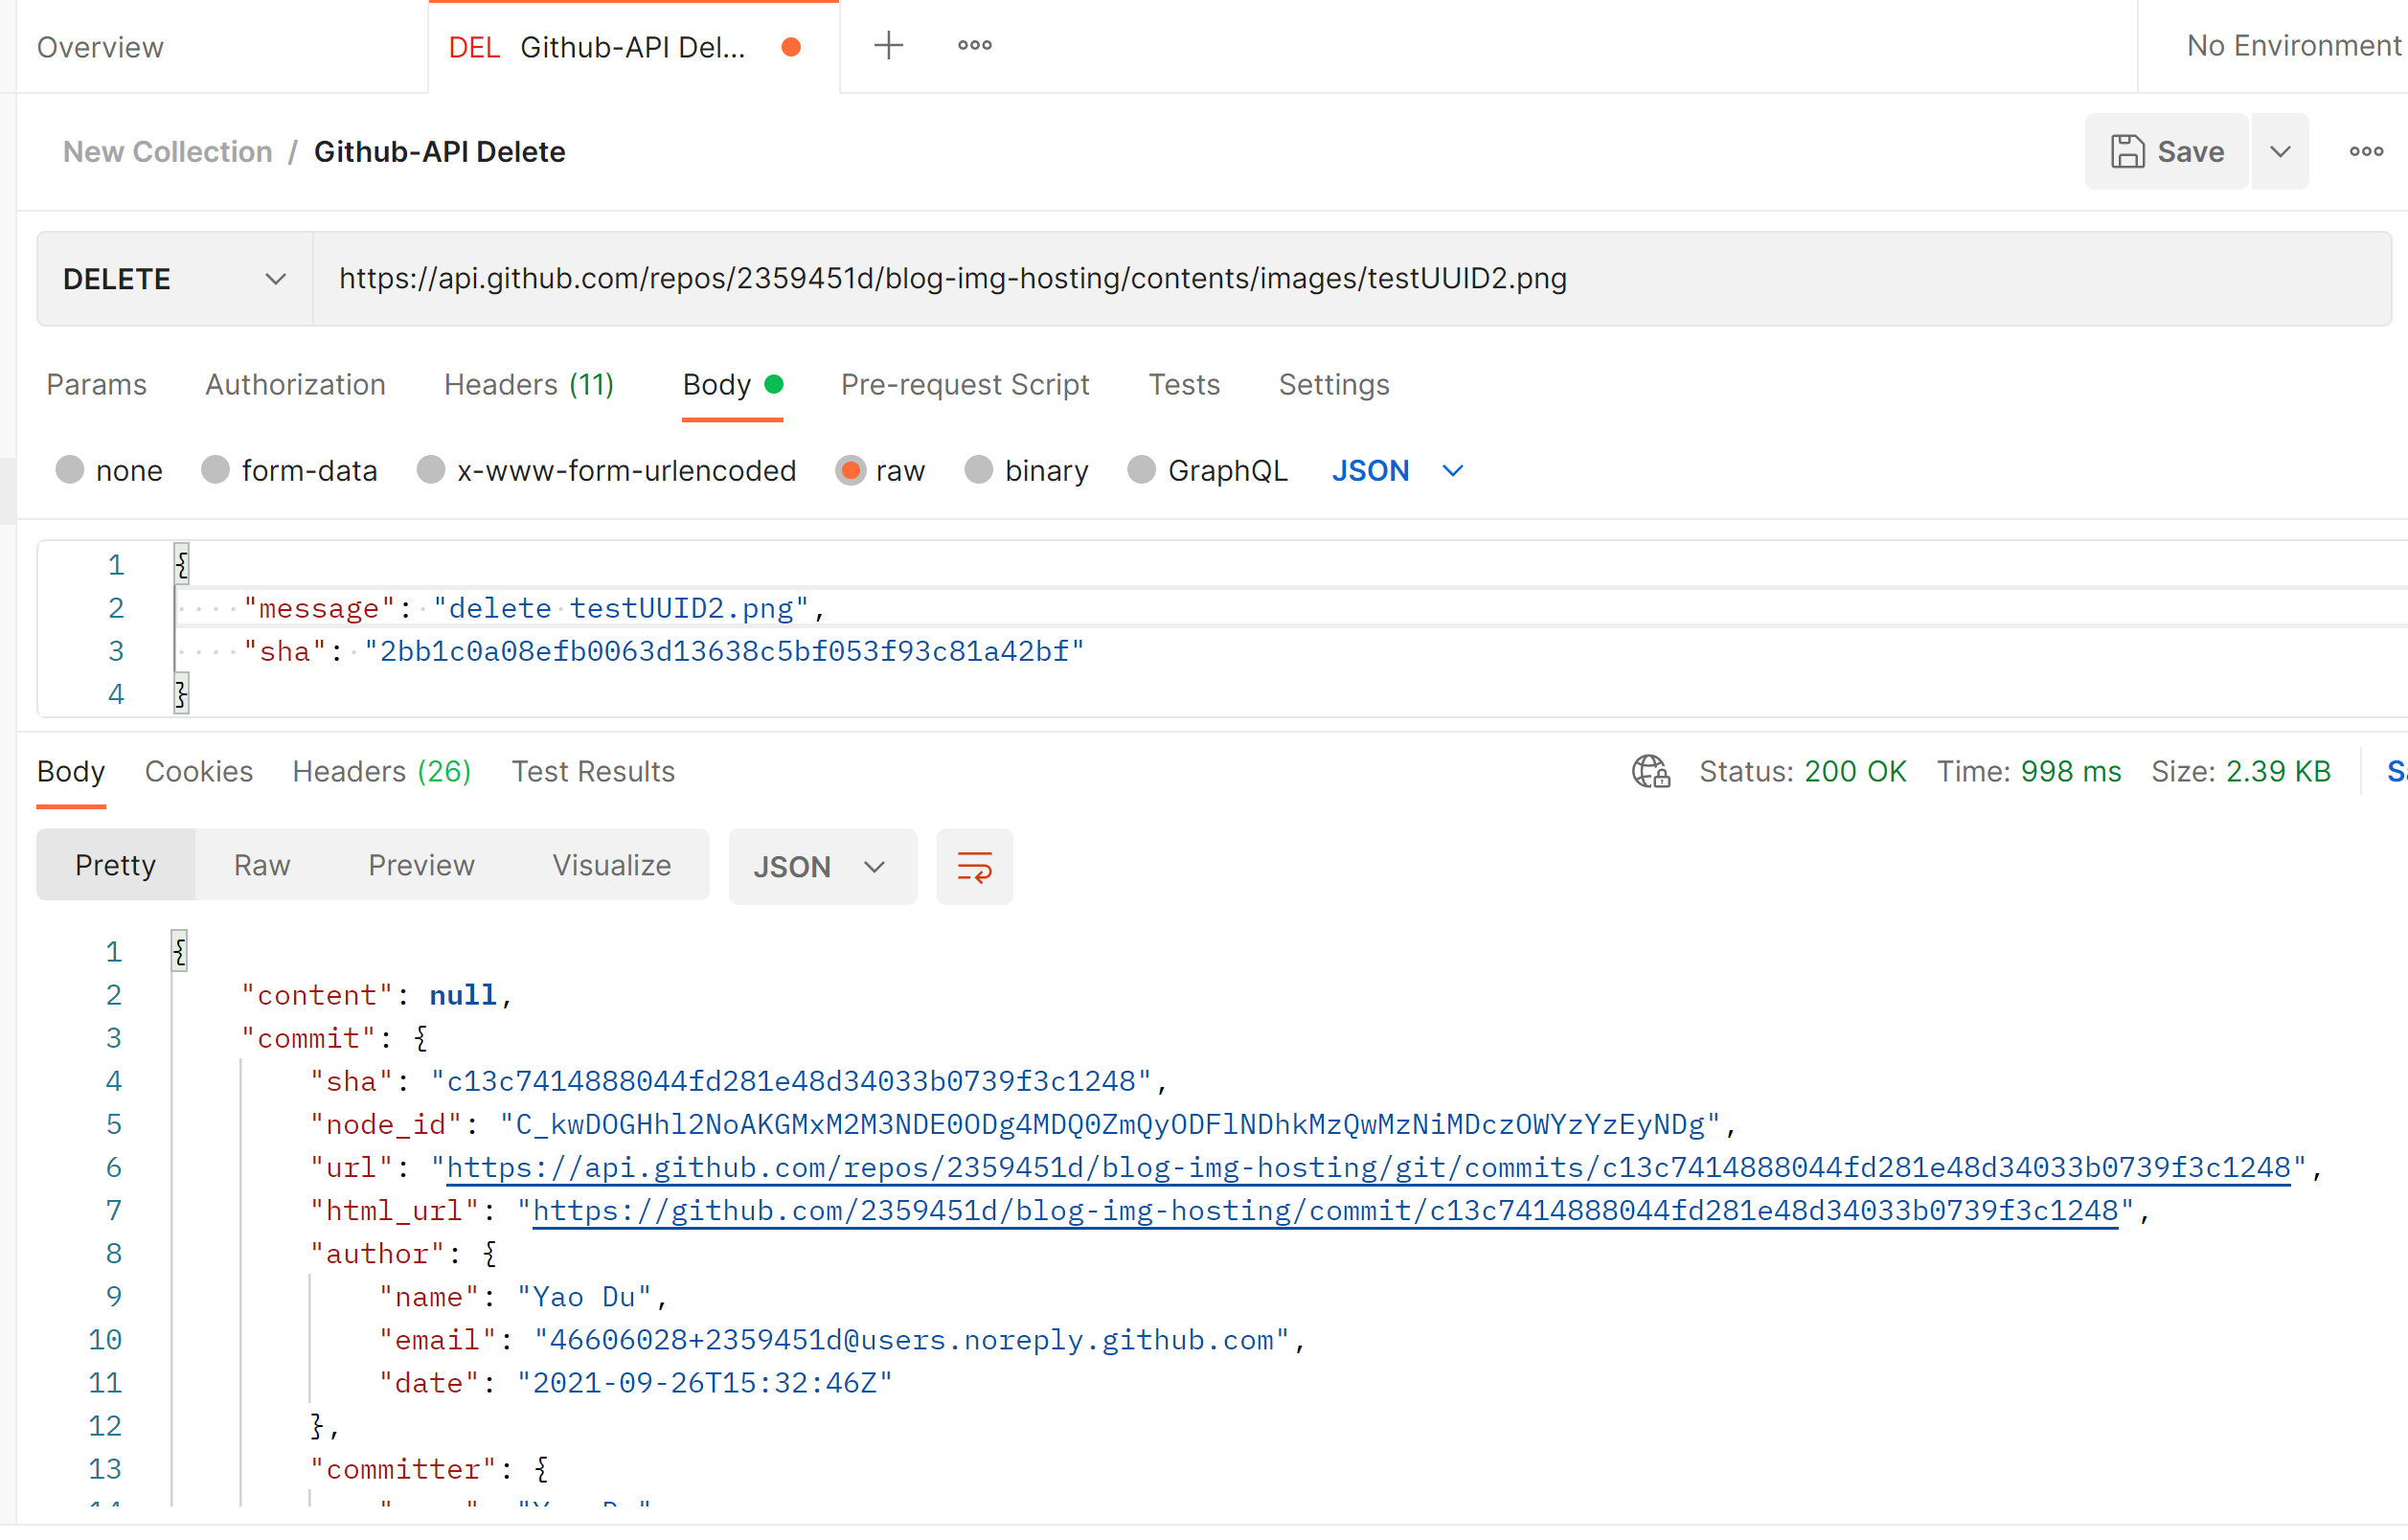 Overview
DEL Github-API Del...
No Environment
New Collection / Github-API Delete
Save
DELETE
https://api.github.com/repos/2359451d/blog-img-hosting/contents/images/testUUID2.png
Params Authorization Headers (11) Body Pre-request Script Tests Settings
none form-data x-www-form-urlencoded raw binary GraphQL JSON
1 {
2 "message": "delete testUUID2.png",
3 "sha": "2bb1c0a08efb0063d13638c5bf053f93c81a42bf"
4 }
Body Cookies Headers (26) Test Results
Status: 200 OK Time: 998 ms Size: 2.39 KB
Pretty Raw Preview Visualize JSON
1 {
2 "content": null,
3 "commit": {
4 "sha": "c13c7414888044fd281e48d34033b0739f3c1248",
5 "node_id": "C_kwDOGHhl2NoAKGMxM2M3NDE0ODg4MDQ0ZmQyODFlNDhkMzQwMzNiMDczOWYzYzEyNDg",
6 "url": "https://api.github.com/repos/2359451d/blog-img-hosting/git/commits/c13c7414888044fd281e48d34033b0739f3c1248",
7 "html_url": "https://github.com/2359451d/blog-img-hosting/commit/c13c7414888044fd281e48d34033b0739f3c1248",
8 "author": {
9 "name": "Yao Du",
10 "email": "46606028+2359451d@users.noreply.github.com",
11 "date": "2021-09-26T15:32:46Z"
12 },
13 "committer": {